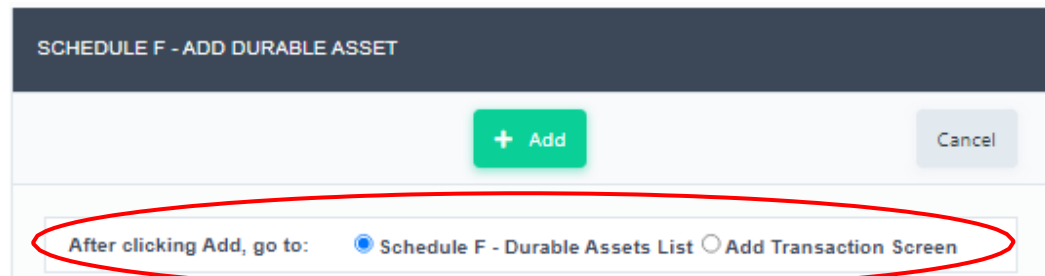 SCHEDULE F - ADD DURABLE ASSET
+ Add
Cancel
After clicking Add, go to: Schedule F - Durable Assets List Add Transaction Screen